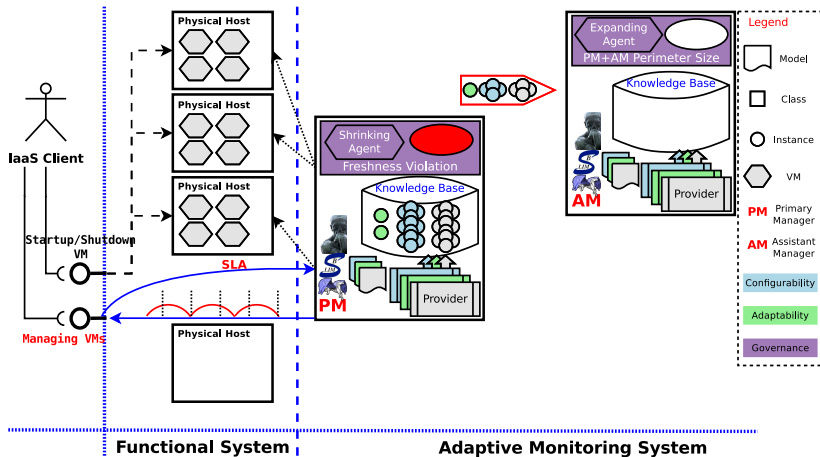 Physical Host
Physical Host
Physical Host
IaaS Client
Startup/Shutdown
VM
SLA
Managing VMs
Physical Host
Shrinking
Agent
Freshness Violation
Knowledge Base
SLIM
PM
Provider
Expanding
Agent
PM+AM Perimeter Size
Knowledge Base
AM
Provider
Legend
Model
Class
Instance
VM
PM
Primary
Manager
AM
Assistant
Manager
Configurability
Adaptability
Governance
Functional System
Adaptive Monitoring System